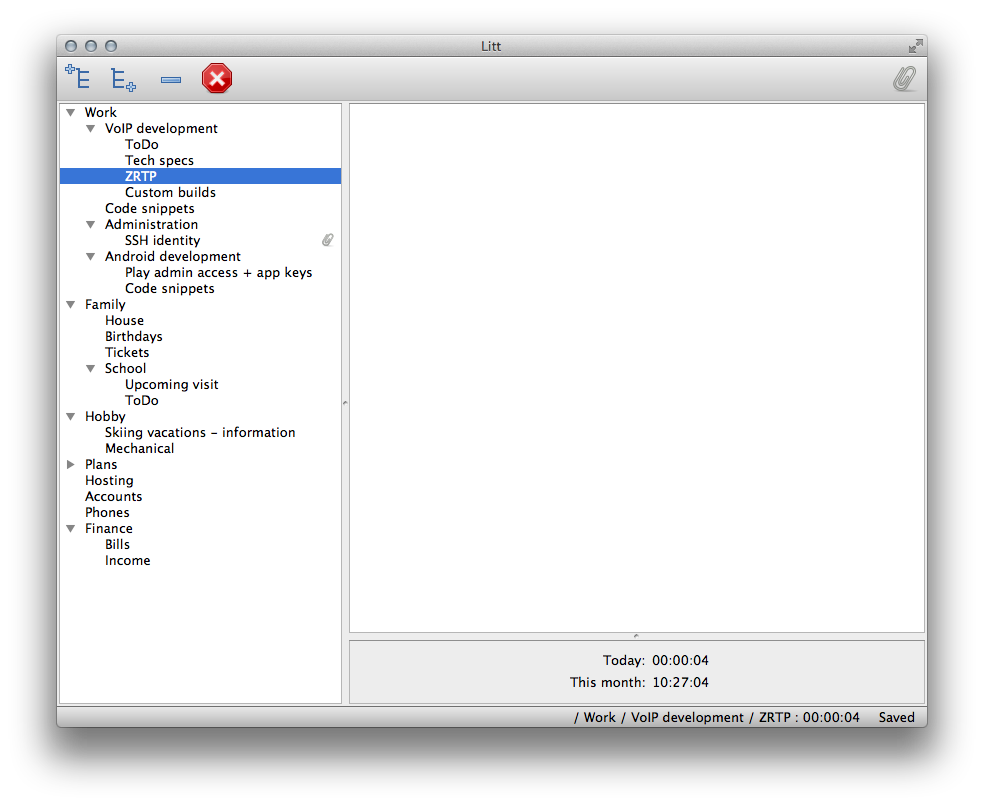 Litt
Work
VoIP development
ToDo
Tech specs
ZRTP
Custom builds
Code snippets
Administration
SSH identity
Android development
Play admin access + app keys
Code snippets
Family
House
Birthdays
Tickets
School
Upcoming visit
ToDo
Hobby
Skiing vacations – information
Mechanical
Plans
Hosting
Accounts
Phones
Finance
Bills
Income
Today: 00:00:04
This month: 10:27:04
/ Work / VoIP development / ZRTP : 00:00:04 Saved